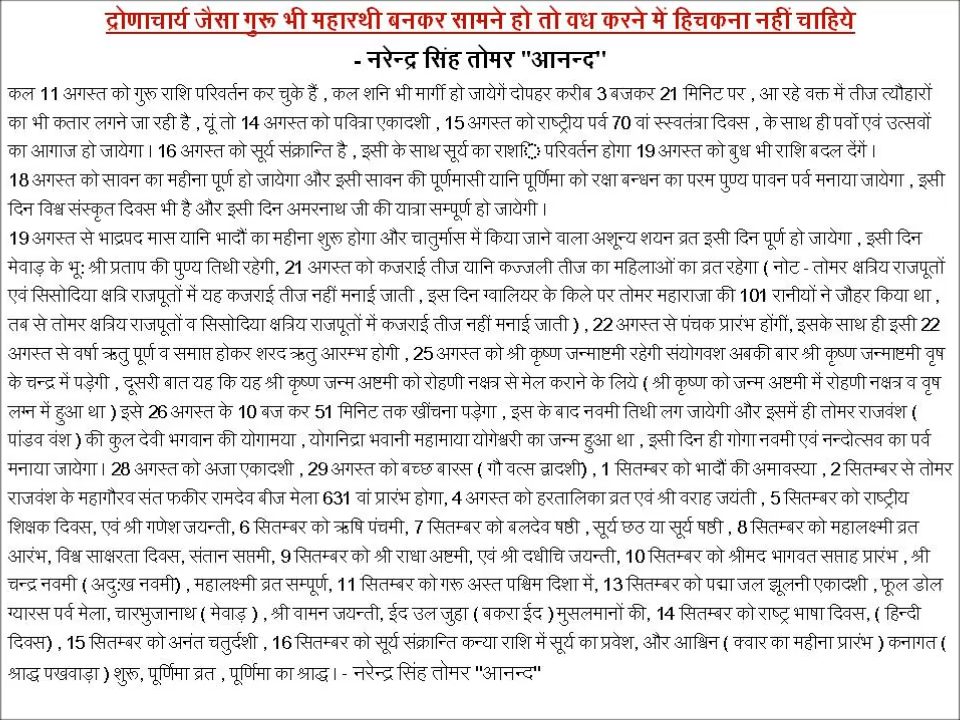 द्रोणाचार्य जैसा गुरू भी महारथी बनकर सामने हो तो वध करने में हिचकना नहीं चाहिये
- नरेन्द्र सिंह तोमर "आनन्द"
कल 11 अगस्त को गुरू राशि परिवर्तन कर चुके हैं , कल शनि भी मार्गी हो जायेगें दोपहर करीब 3 बजकर 21 मिनिट पर , आ रहे वक्त में तीज त्यौहारों
का भी कतार लगने जा रही है , यूं तो 14 अगस्त को पवित्रा एकादशी , 15 अगस्त को राष्ट्रीय पर्व 70 वां स्स्वतंत्रा दिवस , के साथ ही पर्वो एवं उत्सवों
का आगाज हो जायेगा । 16 अगस्त को सूर्य संक्रान्ति है , इसी के साथ सूर्य का राशि परिवर्तन होगा 19 अगस्त को बुध भी राशि बदल देंगें ।
18 अगस्त को सावन का महीना पूर्ण हो जायेगा और इसी सावन की पूर्णमासी यानि पूर्णिमा को रक्षा बन्धन का परम पुण्य पावन पर्व मनाया जायेगा , इसी
दिन विश्व संस्कृत दिवस भी है और इसी दिन अमरनाथ जी की यात्रा सम्पूर्ण हो जायेगी ।
19 अगस्त से भाद्रपद मास यानि भादौं का महीना शुरू होगा और चातुर्मास में किया जाने वाला अशून्य शयन व्रत इसी दिन पूर्ण हो जायेगा , इसी दिन
मेवाड़ के भू: श्री प्रताप की पुण्य तिथी रहेगी, 21 अगस्त को कजराई तीज यानि कज्जली तीज का महिलाओं का व्रत रहेगा ( नोट - तोमर क्षत्रिय राजपूतों
एवं सिसोदिया क्षत्रि राजपूतों में यह कजराई तीज नहीं मनाई जाती , इस दिन ग्वालियर के किले पर तोमर महाराजा की 101 रानीयों ने जौहर किया था ,
तब से तोमर क्षत्रिय राजपूतों व सिसोदिया क्षत्रिय राजपूतों में कजराई तीज नहीं मनाई जाती ) , 22 अगस्त से पंचक प्रारंभ होंगीं, इसके साथ ही इसी 22
अगस्त से वर्षा ऋतु पूर्ण व समाप्त होकर शरद ऋतु आरम्भ होगी , 25 अगस्त को श्री कृष्ण जन्माष्टमी रहेगी संयोगवश अबकी बार श्री कृष्ण जन्माष्टमी वृष
के चन्द्र में पड़ेगी , दूसरी बात यह कि यह श्री कृष्ण जन्म अष्टमी को रोहणी नक्षत्र से मेल कराने के लिये ( श्री कृष्ण को जन्म अष्टमी में रोहणी नक्षत्र व वृष
लग्न में हुआ था ) इसे 26 अगस्त के 10 बज कर 51 मिनिट तक खींचना पड़ेगा , इस के बाद नवमी तिथी लग जायेगी और इसमें ही तोमर राजवंश (
पांडव वंश ) की कुल देवी भगवान की योगामया , योगनिद्रा भवानी महामाया योगेश्वरी का जन्म हुआ था , इसी दिन ही गोगा नवमी एवं नन्दोत्सव का पर्व
मनाया जायेगा । 28 अगस्त को अजा एकादशी , 29 अगस्त को बच्छ बारस ( गौ वत्स द्वादशी) , 1 सितम्बर को भादौं की अमावस्या , 2 सितम्बर से तोमर
राजवंश के महागौरव संत फकीर रामदेव बीज मेला 631 वां प्रारंभ होगा, 4 अगस्त को हरतालिका व्रत एवं श्री वराह जयंती , 5 सितम्बर को राष्ट्रीय
शिक्षक दिवस, एवं श्री गणेश जयन्ती, 6 सितम्बर को ऋषि पंचमी, 7 सितम्बर को बलदेव षष्ठी , सूर्य छठ या सूर्य षष्ठी , 8 सितम्बर को महालक्ष्मी व्रत
आरंभ, विश्व साक्षरता दिवस, संतान सप्तमी, 9 सितम्बर को श्री राधा अष्टमी, एवं श्री दधीचि जयन्ती, 10 सितम्बर को श्रीमद भागवत सप्ताह प्रारंभ , श्री
चन्द्र नवमी ( अदु:ख नवमी) , महालक्ष्मी व्रत सम्पूर्ण, 11 सितम्बर को गरू अस्त पश्चिम दिशा में, 13 सितम्बर को पद्मा जल झूलनी एकादशी , फूल डोल
ग्यारस पर्व मेला, चारभुजानाथ ( मेवाड़ ) , श्री वामन जयन्ती, ईद उल जुहा ( बकरा ईद ) मुसलमानों की, 14 सितम्बर को राष्ट्र भाषा दिवस, ( हिन्दी
दिवस) , 15 सितम्बर को अनंत चतुर्दशी , 16 सितम्बर को सूर्य संक्रान्ति कन्या राशि में सूर्य का प्रवेश, और आश्विन ( क्वार का महीना प्रारंभ ) कनागत (
श्राद्ध पखवाड़ा ) शुरू, पूर्णिमा व्रत , पूर्णिमा का श्राद्ध । - नरेन्द्र सिंह तोमर "आनन्द"